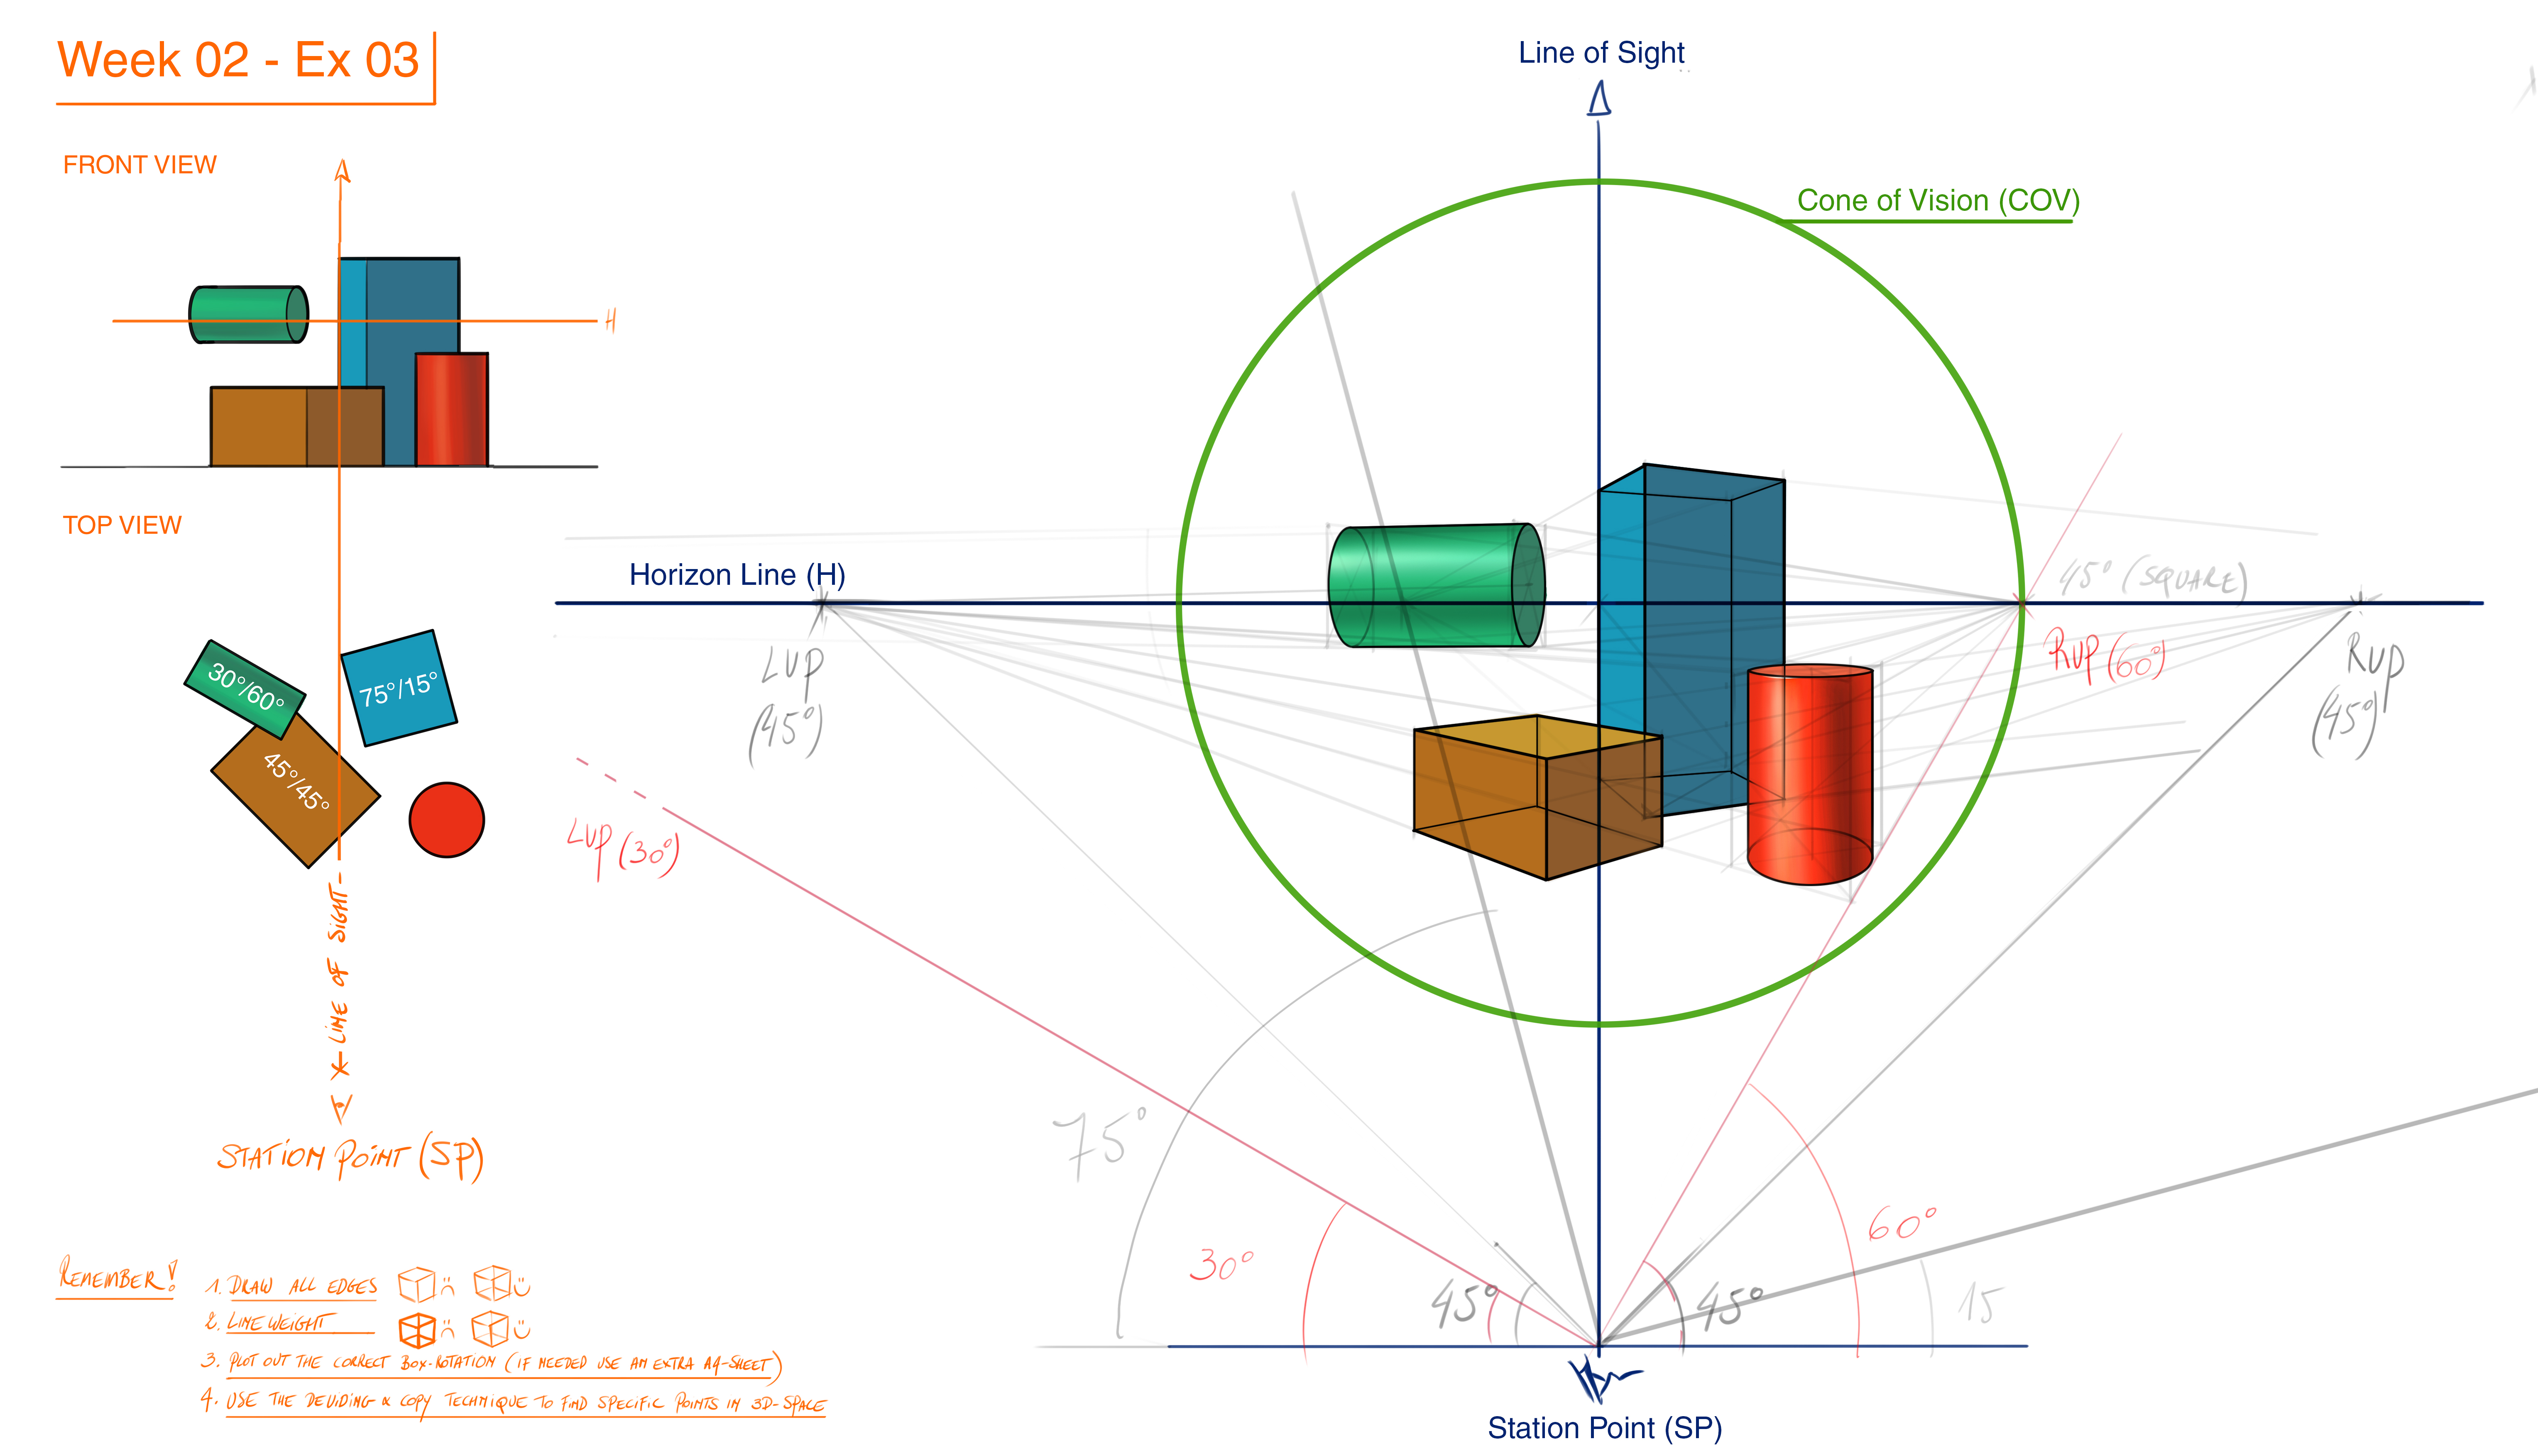 Week 02 - Ex 03
FRONT VIEW
H
TOP VIEW
30°/60°
75°/15°
45°/45°
LINE OF SIGHT
STATION POINT (SP)
REMEMBER!
1. DRAW ALL EDGES
2. LINE WEIGHT
3. PLOT OUT THE CORRECT BOX-ROTATION (IF NEEDED USE AN EXTRA A4-SHEET)
4. USE THE DEVIDING & COPY TECHNIQUE TO FIND SPECIFIC POINTS IN 3D-SPACE
Line of Sight
Cone of Vision (COV)
Horizon Line (H)
45° (SQUARE)
LVP
(45°)
RVP (60°)
RVP
(45°)
LVP (30°)
75°
30°
45°
45°
60°
15
Station Point (SP)